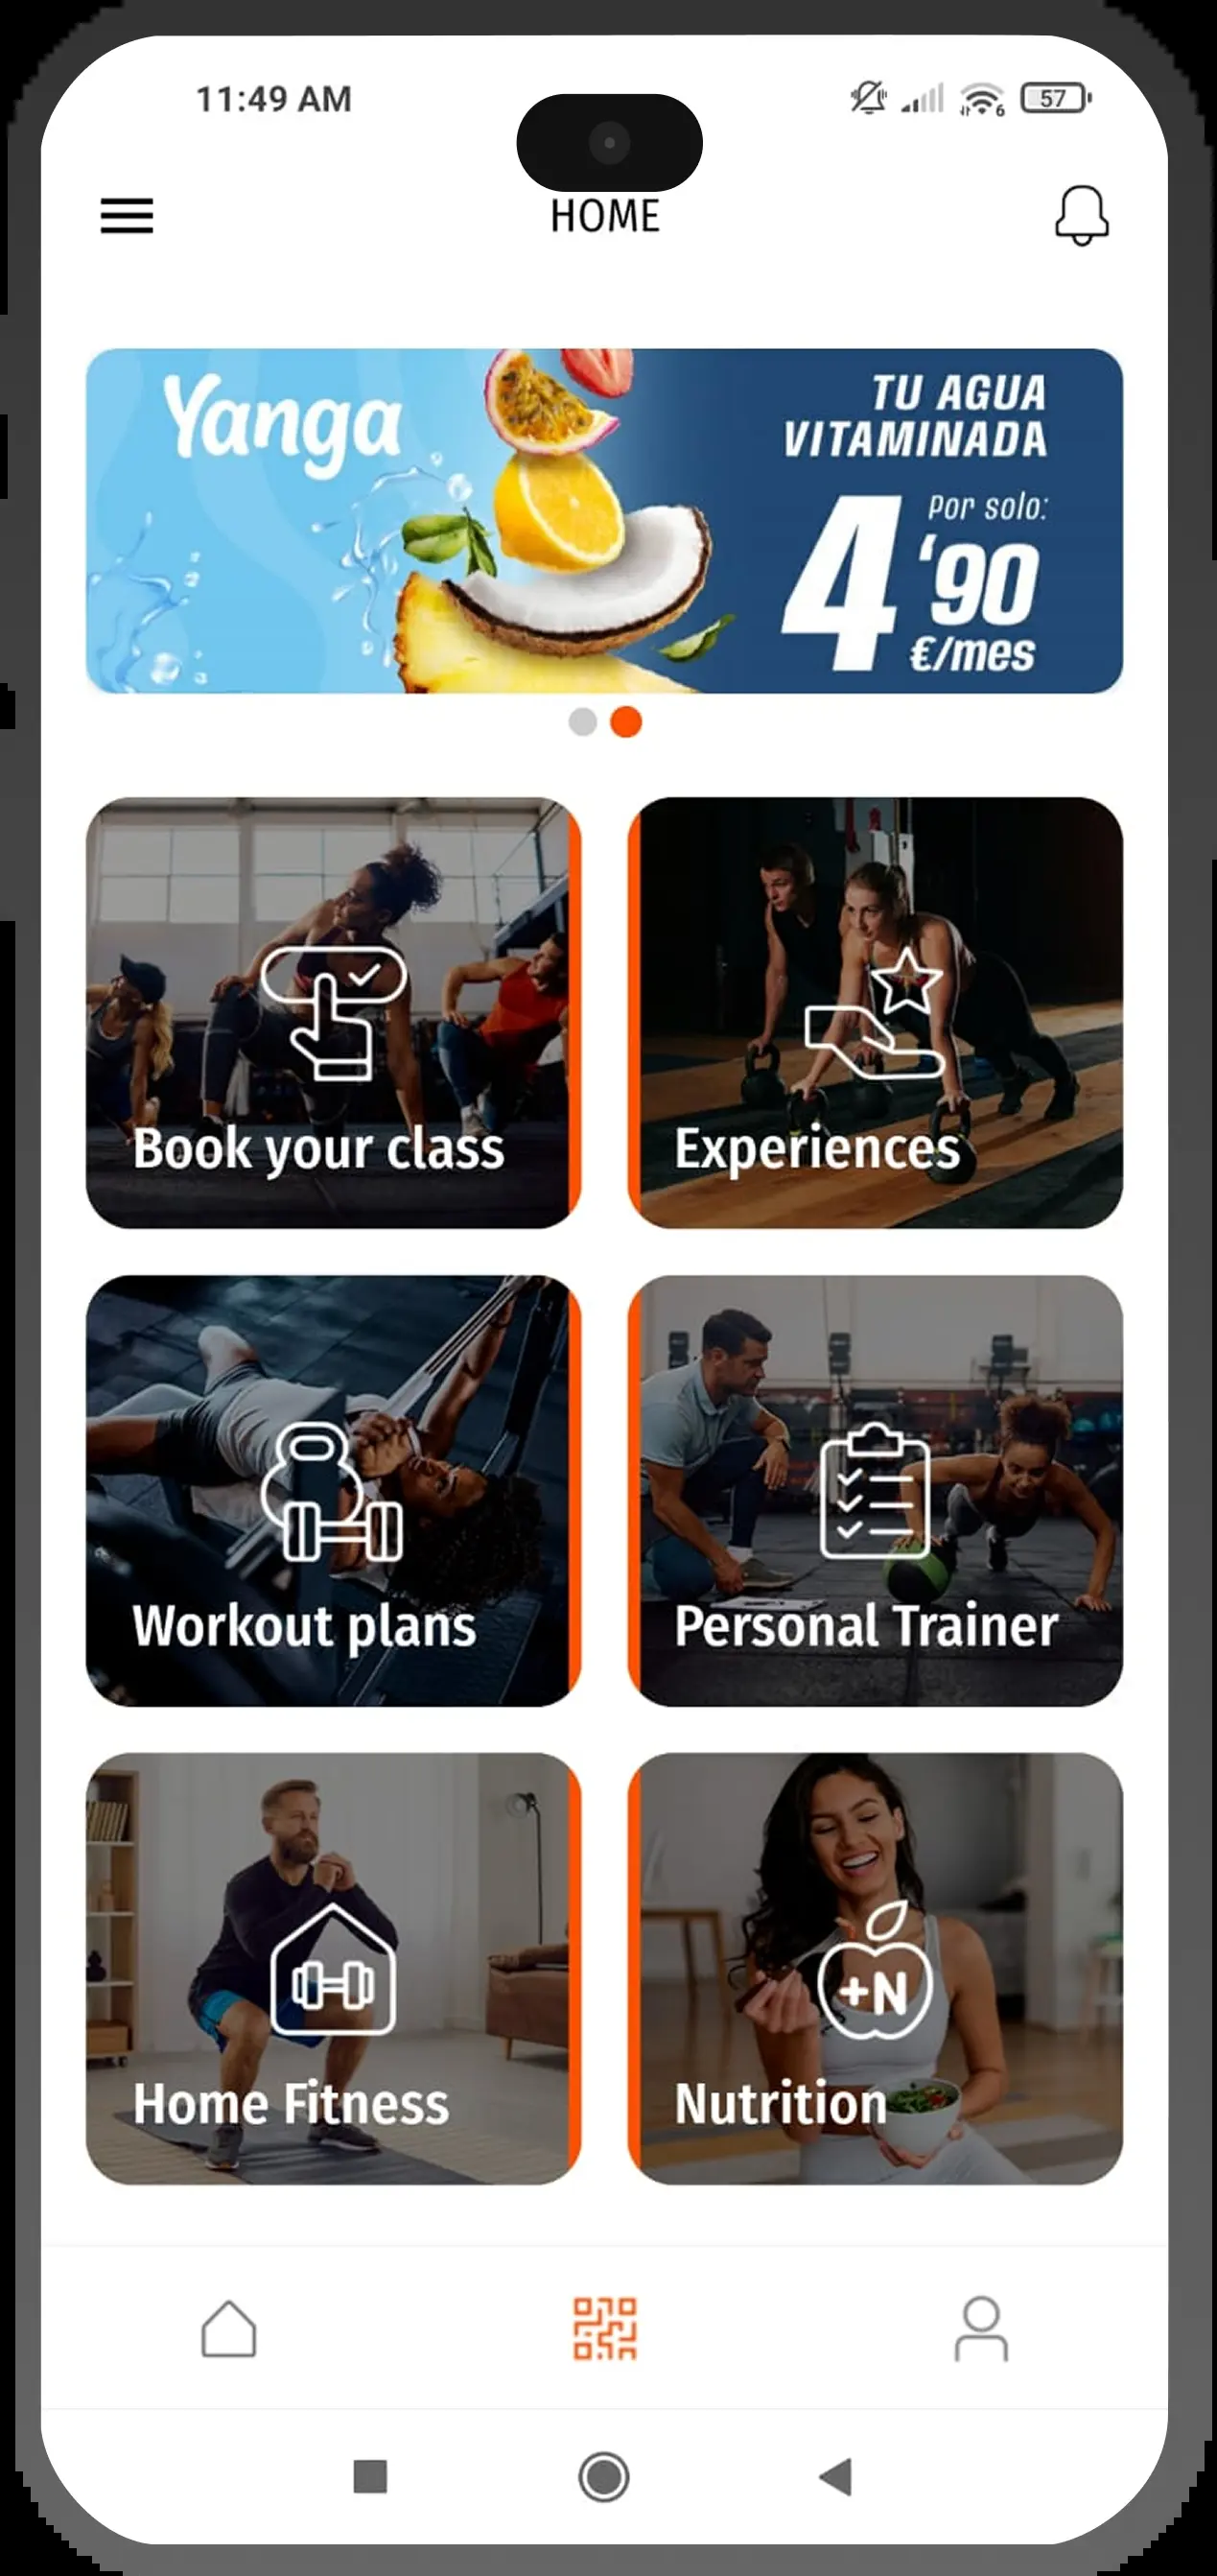 11:49 AM
57
HOME
Yanga
TU AGUA
VITAMINADA
Por solo:
4'90
€/mes
Book your class
Experiences
Workout plans
Personal Trainer
Home Fitness
+N
Nutrition